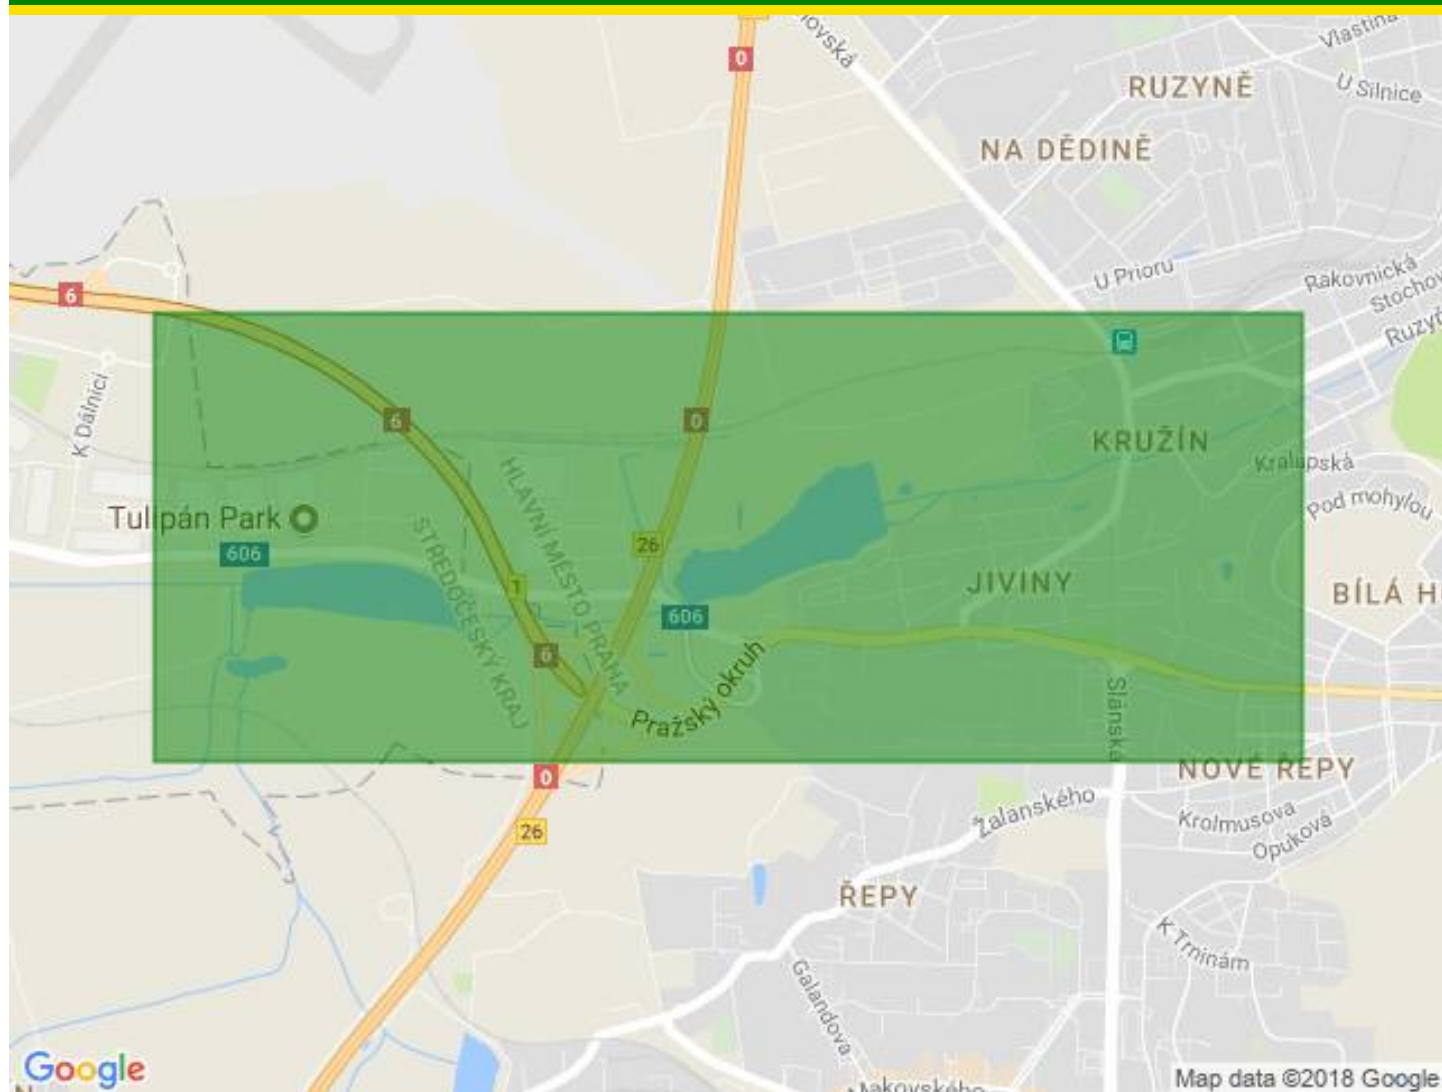 Vlastina
0
RUZYNĚ
U Silnice
NA DĚDINĚ
U Prioru
Rakovnická
6
K Dálnici
6
0
KRUŽÍN
Kralupská
Pod mohylou
Tulipán Park
HLAVNÍ MĚSTO PRAHA
STŘEDOČESKÝ KRAJ
26
606
1
JIVINY
BÍLÁ H
606
6
Pražský okruh
Slánská
0
NOVÉ ŘEPY
26
Žalanského
Krolmusova
Opuková
ŘEPY
K Trninám
Galandova
Google
Map data ©2018 Google